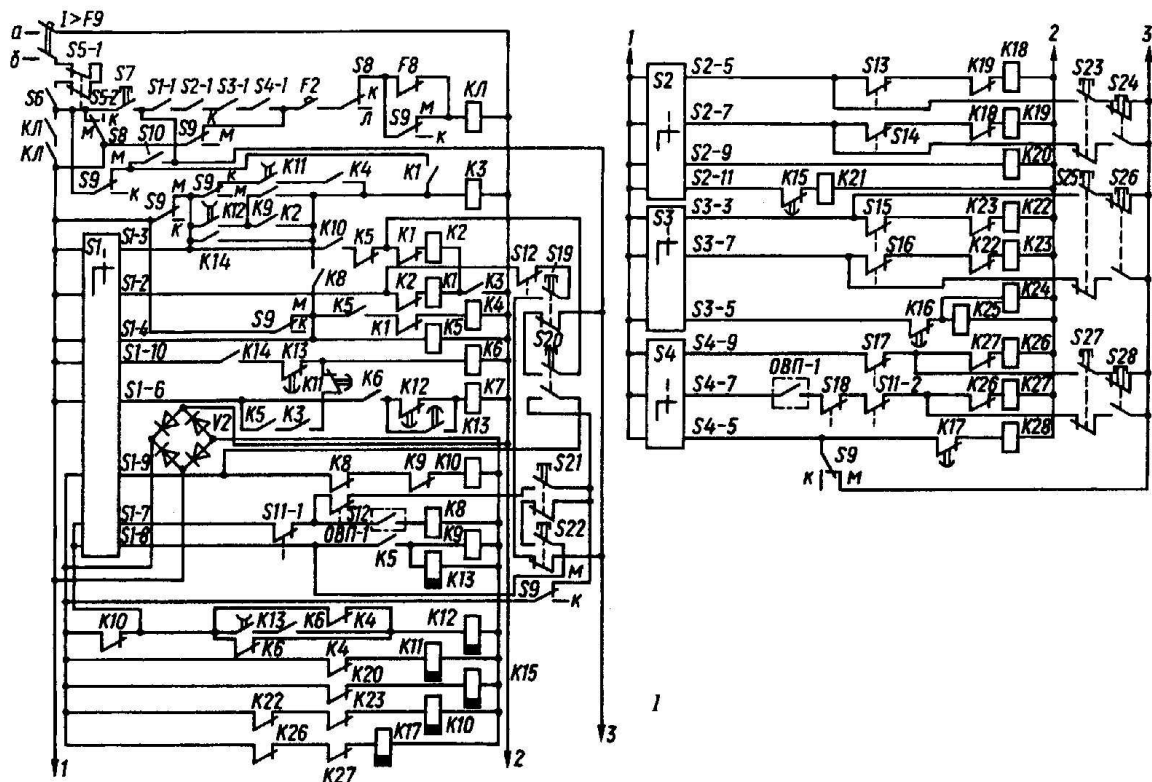 а
I>F9
б
S5-1
S6
S5-2
S7
S1-1
S2-1
S3-1
S4-1
F2
S8
F8
К
Л
М
S9
К
КЛ
КЛ
КЛ
М
К
S8
S10
S9
К
М
М
S9
К
К11
К4
К1
К3
S9
М
К
S9
К
М
К12
К9
К2
К14
S1
S1-3
К10
К5
К1
К2
К8
S12
S19
S1-2
К2
К1
К3
S9
М
К
К5
К1
К4
S1-4
К5
S20
S1-10
К14
К13
К11
К6
S1-6
К6
К12
К7
К5
К3
К13
V2
S1-9
К8
К9
К10
S21
S1-7
S11-1
S12
ОВП-1
К8
S22
S1-8
К5
К9
К13
S9
М
К
К10
К13
К6
К4
К12
К6
К4
К11
К20
К15
К22
К23
К10
К26
К27
К17
1
2
3
1
2
3
S2
S2-5
S13
К19
К18
S23
S24
S2-7
S14
К18
К19
S2-9
К20
S2-11
К15
К21
S25
S26
S3
S3-3
S15
К23
К22
S3-7
S16
К22
К23
К24
S3-5
К16
К25
S4
S4-9
S17
К27
К26
S27
S28
S4-7
ОВП-1
S18
S11-2
К26
К27
S4-5
К17
К28
S9
К
М
1